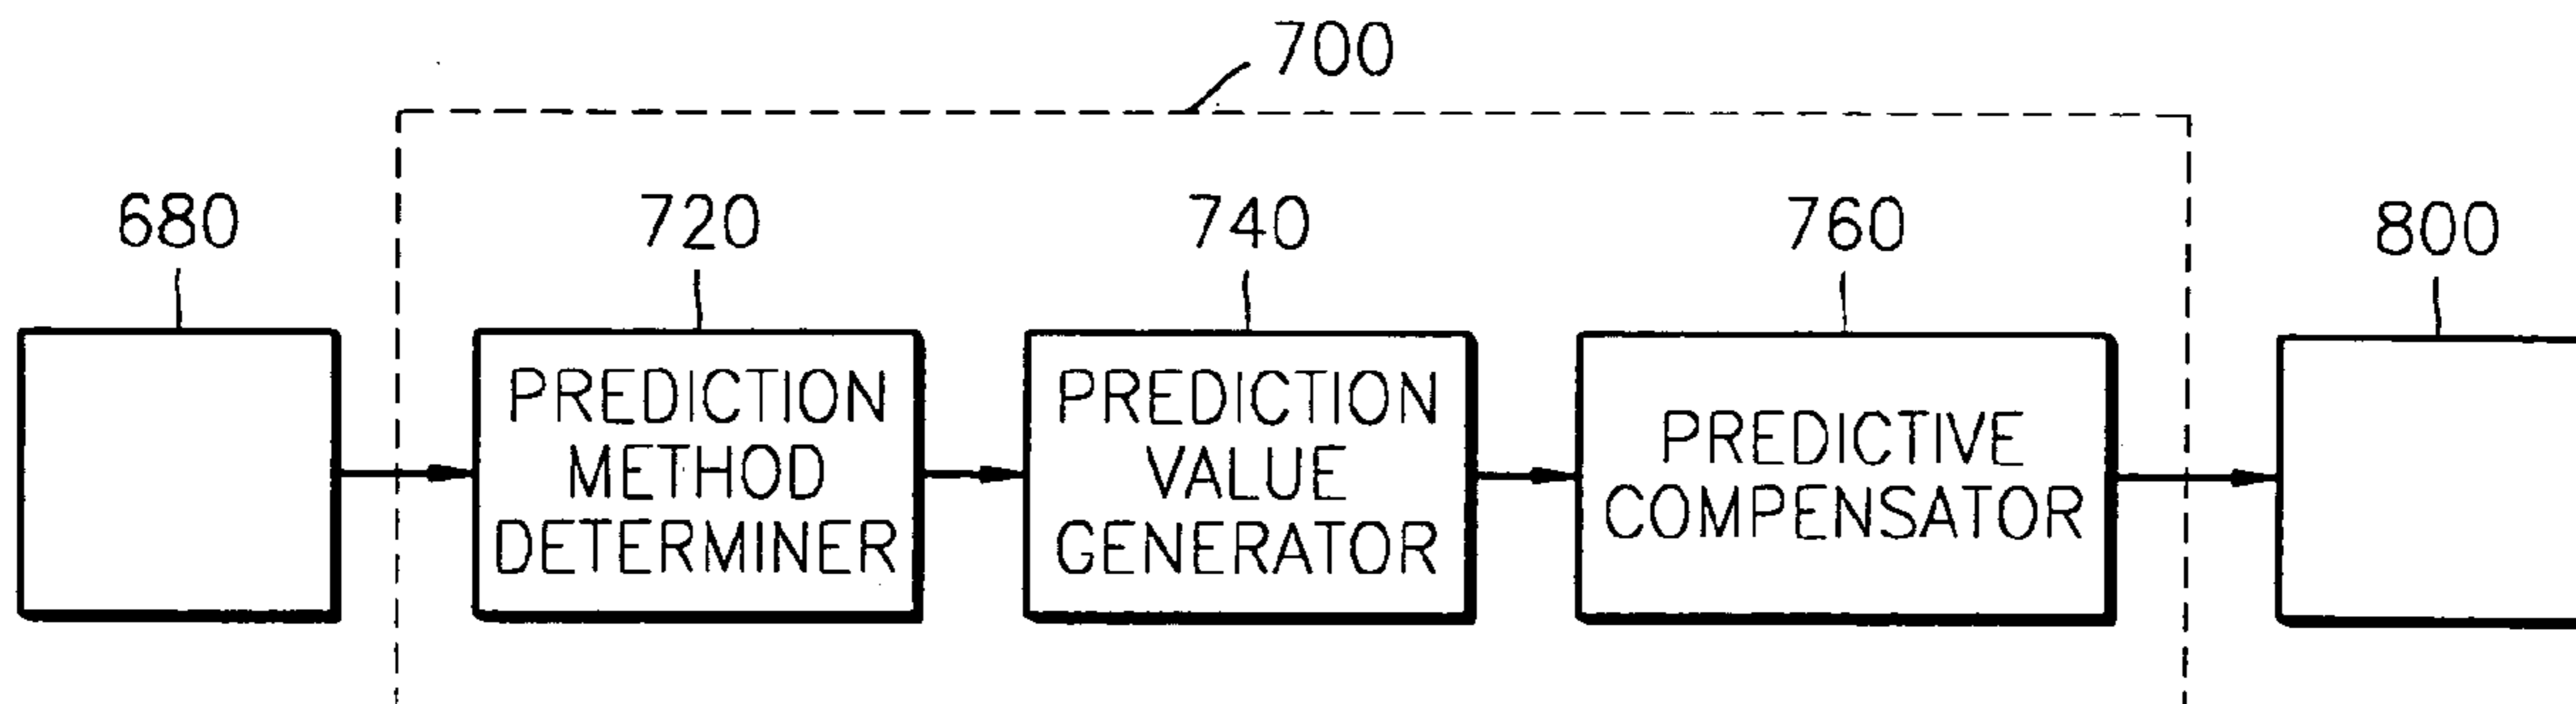 700
680
720
740
760
800
PREDICTION
METHOD
DETERMINER
PREDICTION
VALUE
GENERATOR
PREDICTIVE
COMPENSATOR